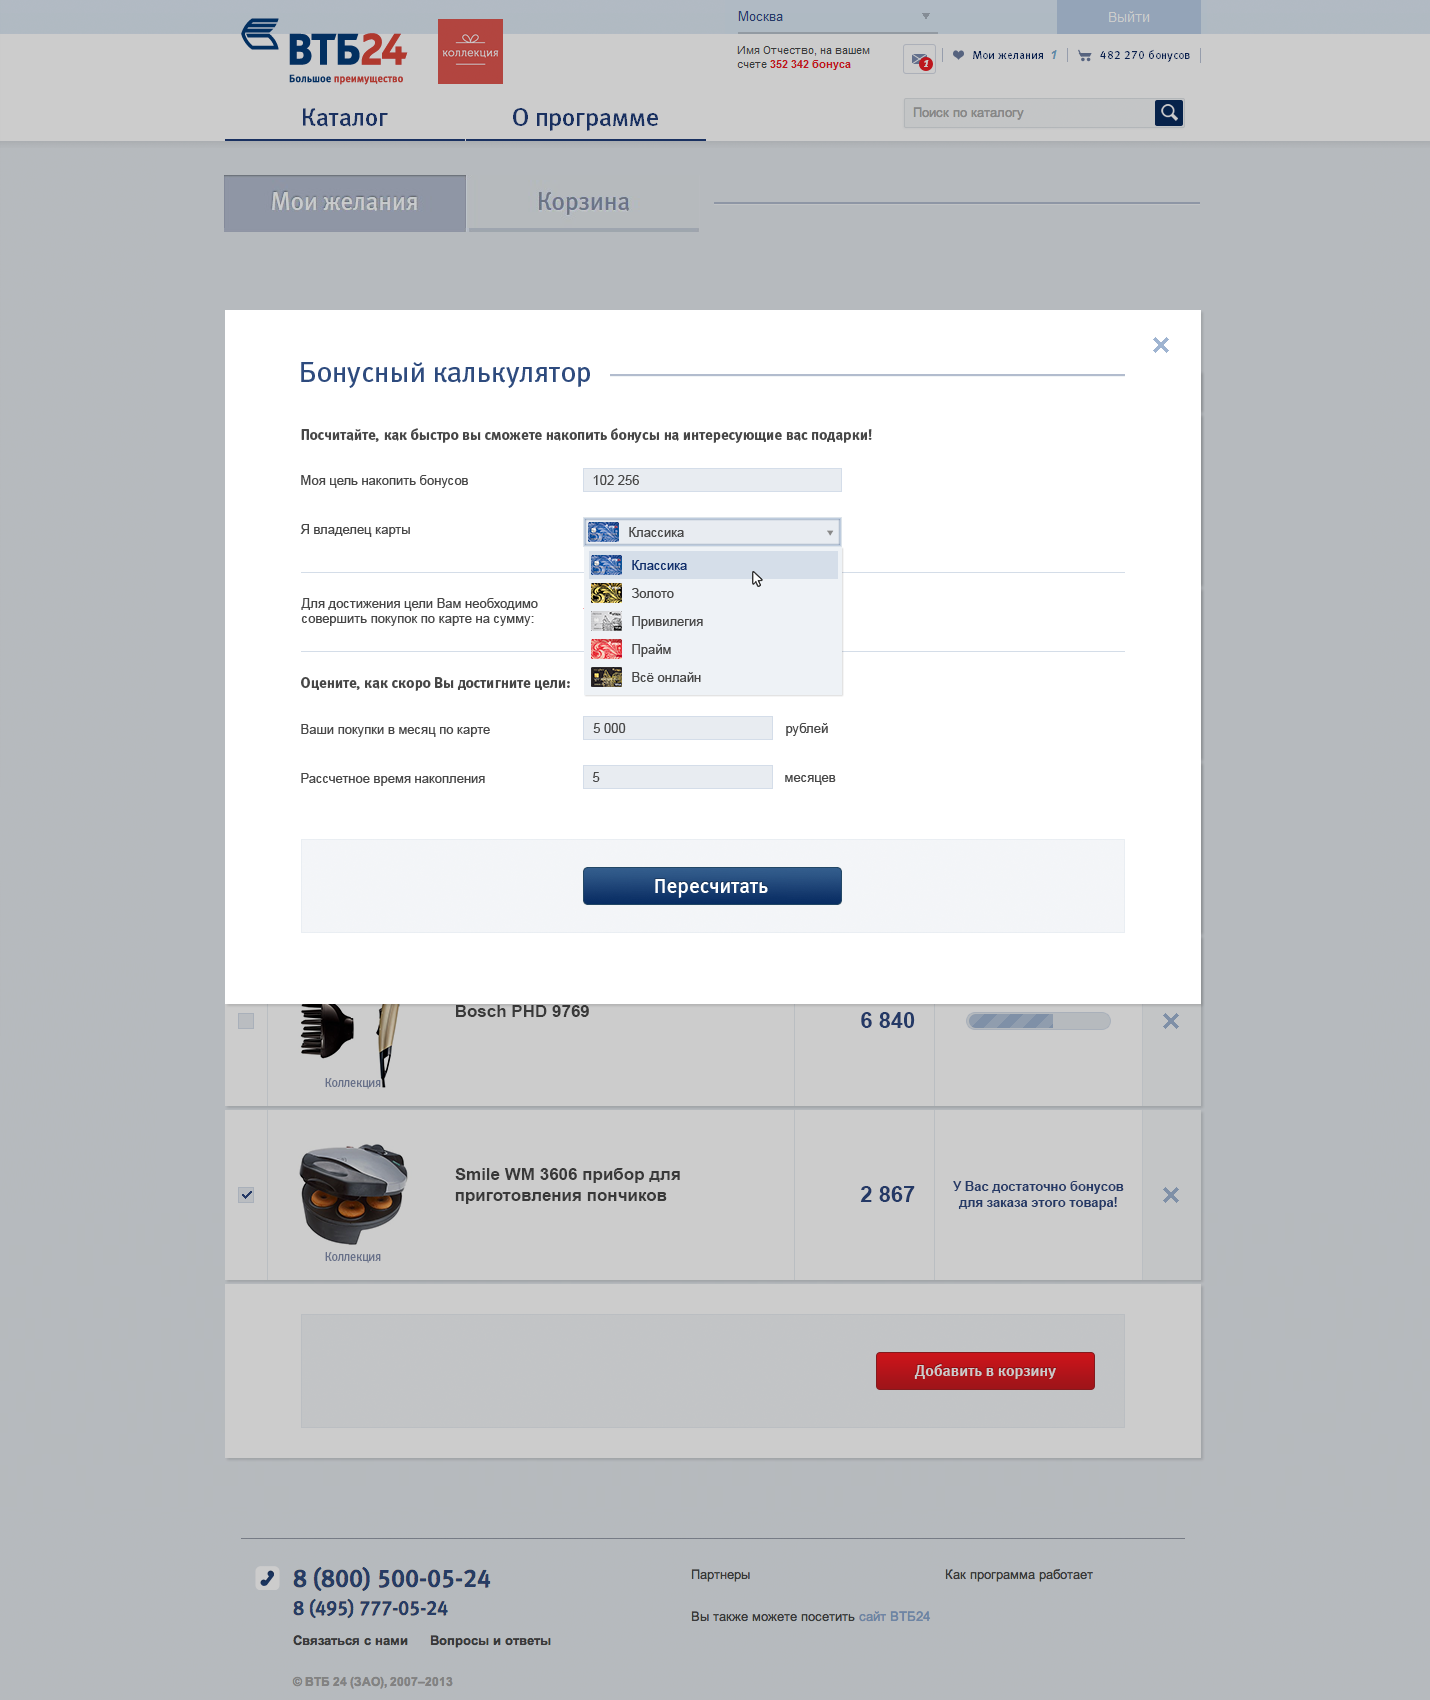 Москва
Выйти
ВТБ24
Большое преимущество
коллекция
Имя Отчество, на вашем
счете 352 342 бонуса
1
Мои желания 1
482 270 бонусов
Каталог
О программе
Поиск по каталогу
Мои желания
Корзина
Бонусный калькулятор
Посчитайте, как быстро вы сможете накопить бонусы на интересующие вас подарки!
Моя цель накопить бонусов
102 256
Я владелец карты
Классика
Классика
Золото
Привилегия
Прайм
Всё онлайн
Для достижения цели Вам необходимо
совершить покупок по карте на сумму:
Оцените, как скоро Вы достигните цели:
Ваши покупки в месяц по карте
5 000
рублей
Рассчетное время накопления
5
месяцев
Пересчитать
Bosch PHD 9769
6 840
Коллекция
Smile WM 3606 прибор для
приготовления пончиков
2 867
У Вас достаточно бонусов
для заказа этого товара!
Коллекция
Добавить в корзину
8 (800) 500-05-24
8 (495) 777-05-24
Связаться с нами
Вопросы и ответы
Партнеры
Как программа работает
Вы также можете посетить сайт ВТБ24
© ВТБ 24 (ЗАО), 2007–2013